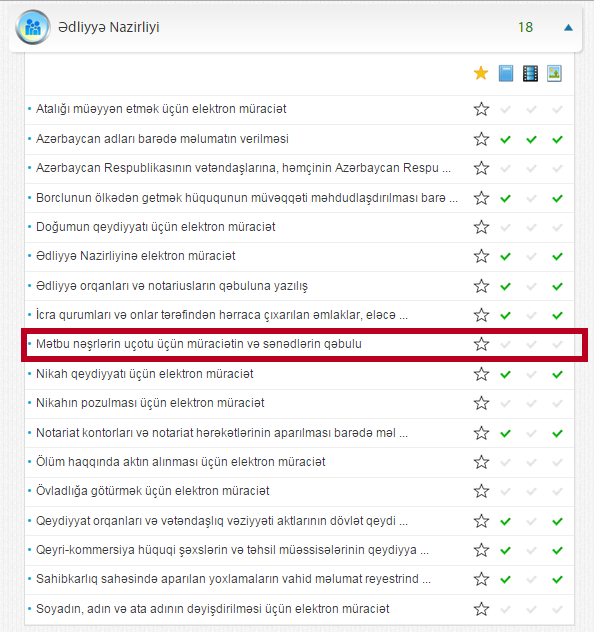 Ədliyyə Nazirliyi 18
Atalığı müəyyən etmək üçün elektron müraciət
Azərbaycan adları barədə məlumatın verilməsi
Azərbaycan Respublikasının vətəndaşlarına, həmçinin Azərbaycan Respu ...
Borclunun ölkədən getmək hüququnun müvəqqəti məhdudlaşdırılması barə ...
Doğumun qeydiyyatı üçün elektron müraciət
Ədliyyə Nazirliyinə elektron müraciət
Ədliyyə orqanları və notariusların qəbuluna yazılış
İcra qurumları və onlar tərəfindən hərraca çıxarılan əmlaklar, eləcə ...
Mətbu nəşrlərin uçotu üçün müraciətin və sənədlərin qəbulu
Nikah qeydiyyatı üçün elektron müraciət
Nikahın pozulması üçün elektron müraciət
Notariat kontorları və notariat hərəkətlərinin aparılması barədə məl ...
Ölüm haqqında aktın alınması üçün elektron müraciət
Övladlığa götürmək üçün elektron müraciət
Qeydiyyat orqanları və vətəndaşlıq vəziyyəti aktlarının dövlət qeydi ...
Qeyri-kommersiya hüquqi şəxslərin və təhsil müəssisələrinin qeydiyya ...
Sahibkarlıq sahəsində aparılan yoxlamaların vahid məlumat reyestrind ...
Soyadın, adın və ata adının dəyişdirilməsi üçün elektron müraciət